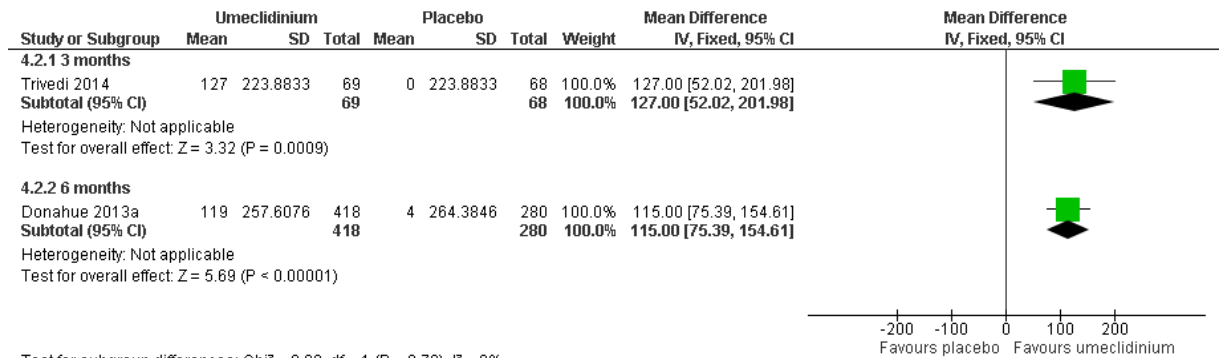 Umeclidinium Placebo Mean Difference Mean Difference
Study or Subgroup Mean SD Total Mean SD Total Weight IV, Fixed, 95% CI IV, Fixed, 95% CI
4.2.1 3 months
Trivedi 2014 127 223.8833 69 0 223.8833 68 100.0% 127.00 [52.02, 201.98]
Subtotal (95% CI) 69 68 100.0% 127.00 [52.02, 201.98]
Heterogeneity: Not applicable
Test for overall effect: Z = 3.32 (P = 0.0009)
4.2.2 6 months
Donahue 2013a 119 257.6076 418 4 264.3846 280 100.0% 115.00 [75.39, 154.61]
Subtotal (95% CI) 418 280 100.0% 115.00 [75.39, 154.61]
Heterogeneity: Not applicable
Test for overall effect: Z = 5.69 (P < 0.00001)
-200 -100 0 100 200
Favours placebo Favours umeclidinium
Test for subgroup differences: